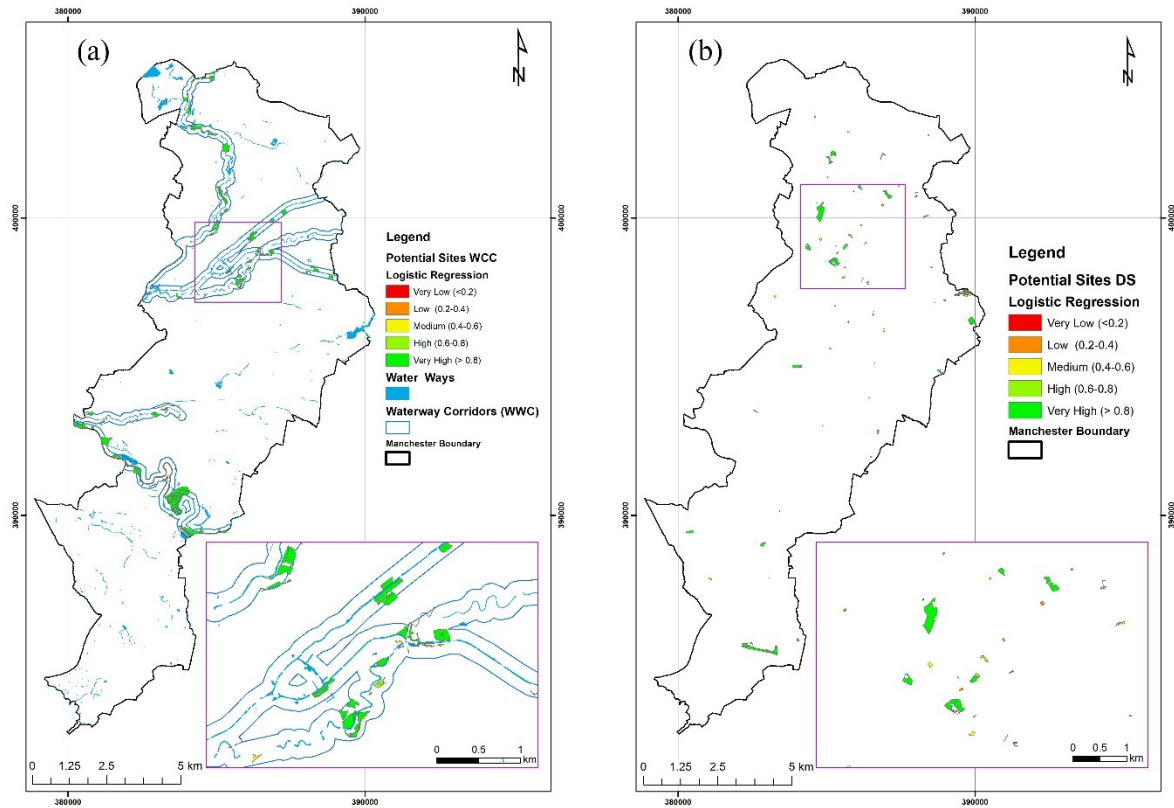 380000
390000
(a)
N
400000
400000
Legend
Potential Sites WCC
Logistic Regression
Very Low (<0.2)
Low (0.2-0.4)
Medium (0.4-0.6)
High (0.6-0.8)
Very High (> 0.8)
Water Ways
Waterway Corridors (WWC)
Manchester Boundary
390000
390000
0 0.5 1
km
0 1.25 2.5 5 km
380000
390000
380000
390000
(b)
N
400000
400000
Legend
Potential Sites DS
Logistic Regression
Very Low (<0.2)
Low (0.2-0.4)
Medium (0.4-0.6)
High (0.6-0.8)
Very High (> 0.8)
Manchester Boundary
390000
390000
0 0.5 1
km
0 1.25 2.5 5 km
380000
390000